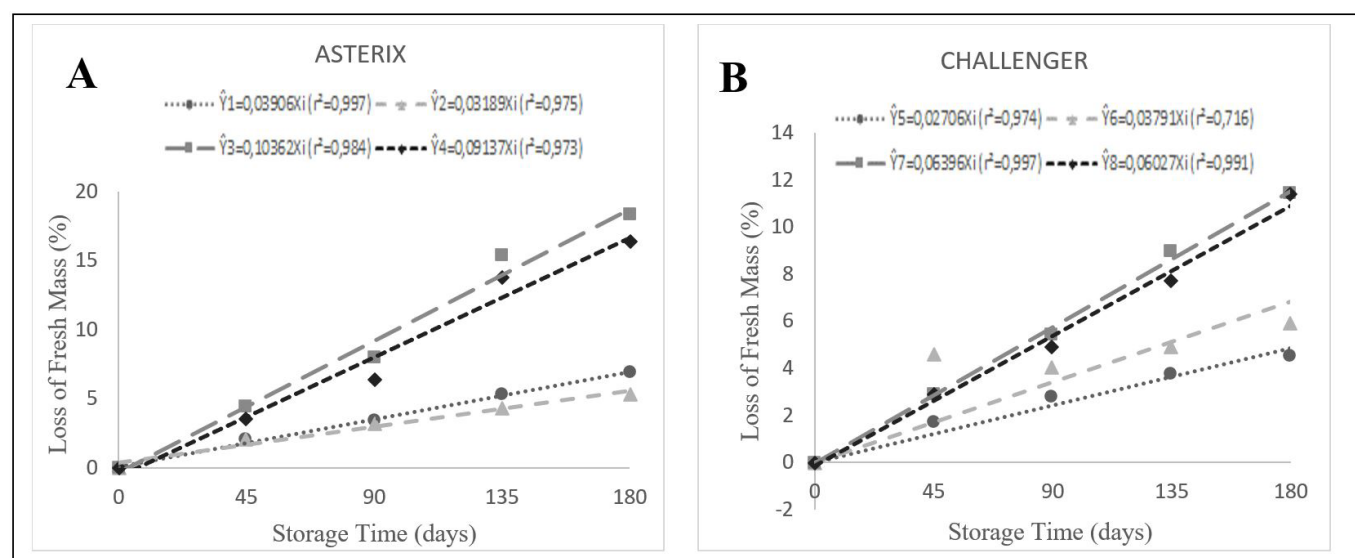 A
ASTERIX
Ŷ1=0,03906Xi (r²=0,997)
Ŷ2=0,03189Xi (r²=0,975)
Ŷ3=0,10362Xi (r²=0,984)
Ŷ4=0,09137Xi (r²=0,973)
Loss of Fresh Mass (%)
20
15
10
5
0
0 45 90 135 180
Storage Time (days)
B
CHALLENGER
Ŷ5=0,02706Xi (r²=0,974)
Ŷ6=0,03791Xi (r²=0,716)
Ŷ7=0,06396Xi (r²=0,997)
Ŷ8=0,06027Xi (r²=0,991)
Loss of Fresh Mass (%)
14
12
10
8
6
4
2
0
-2
0 45 90 135 180
Storage Time (days)